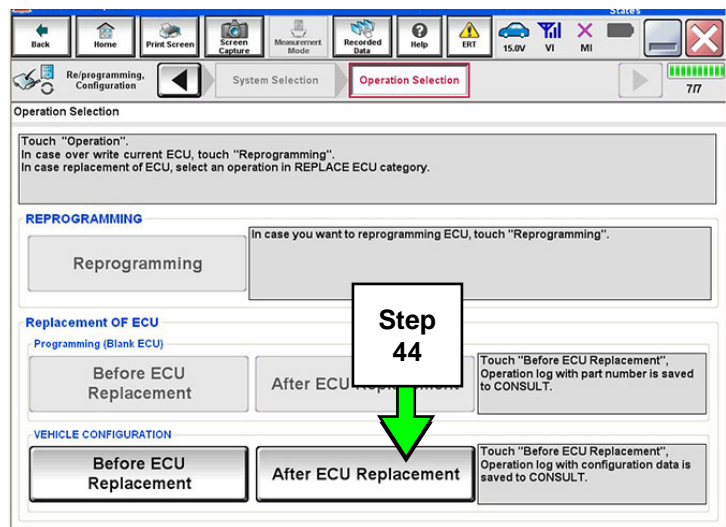 States
Back
Home
Print Screen
Screen
Capture
Measurement
Mode
Recorded
Data
Help
ERT
15.0V
VI
MI
Re/programming,
Configuration
System Selection
Operation Selection
7/7
Operation Selection
Touch "Operation".
In case over write current ECU, touch "Reprogramming".
In case replacement of ECU, select an operation in REPLACE ECU category.
REPROGRAMMING
Reprogramming
In case you want to reprogramming ECU, touch "Reprogramming".
Step
44
Replacement OF ECU
Programming (Blank ECU)
Before ECU
Replacement
After ECU Replacement
Touch "Before ECU Replacement",
Operation log with part number is saved
to CONSULT.
VEHICLE CONFIGURATION
Before ECU
Replacement
After ECU Replacement
Touch "Before ECU Replacement",
Operation log with configuration data is
saved to CONSULT.